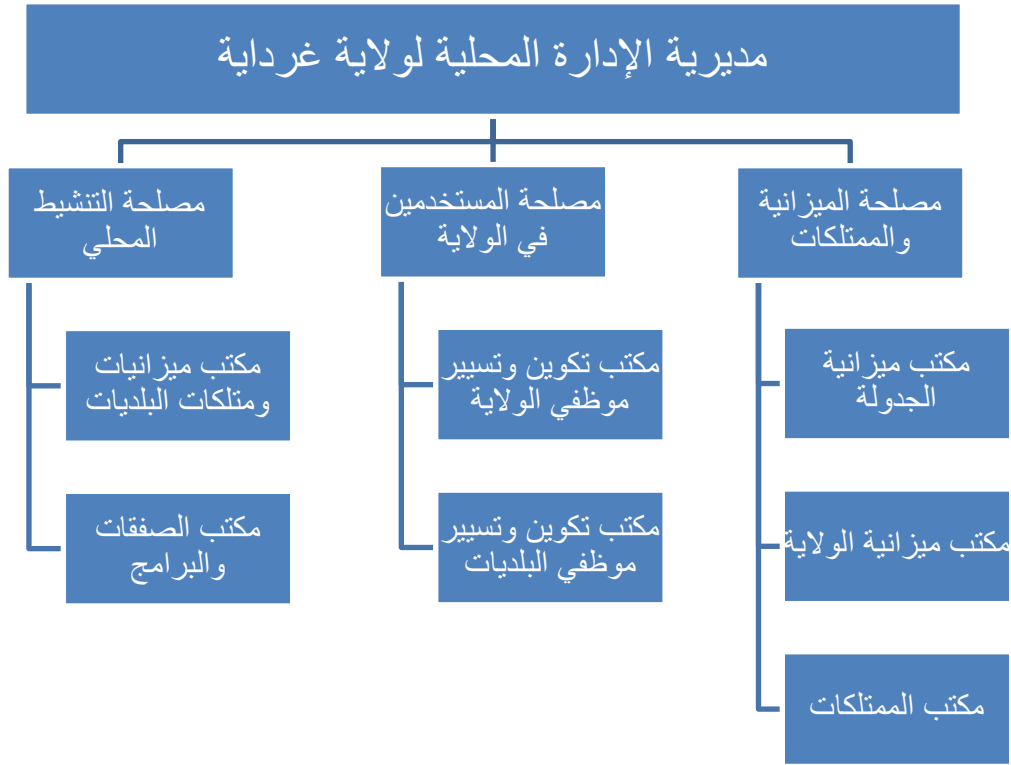 مديرية الإدارة المحلية لولاية غرداية
مصلحة الميزانية
والممتلكات
مكتب ميزانية
الجدولة
مكتب ميزانية الولاية
مكتب الممتلكات
مصلحة المستخدمين
في الولاية
مكتب تكوين وتسيير
موظفي الولاية
مكتب تكوين وتسيير
موظفي البلديات
مصلحة التنشيط
المحلي
مكتب ميزانيات
ومتلكات البلديات
مكتب الصفقات
والبرامج